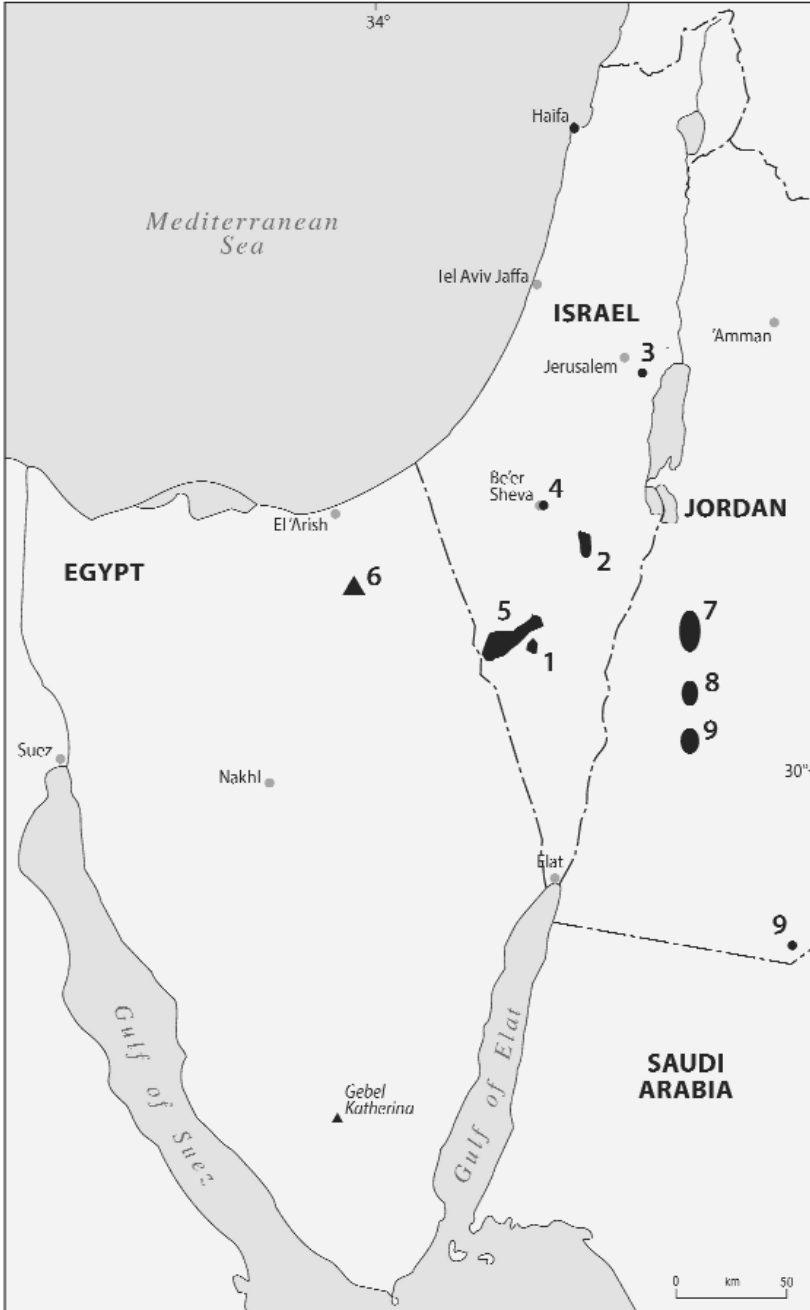 34°
Haifa
Mediterranean
Sea
Iel Aviv Jaffa
ISRAEL
'Amman
3
Jerusalem
Be'er
Sheva
4
JORDAN
El 'Arish
2
EGYPT
6
5
7
1
8
9
Suez
Nakhl
30°
Elat
9
Gulf of Suez
Gulf of Elat
SAUDI
ARABIA
Gebel
Katherina
0 km 50